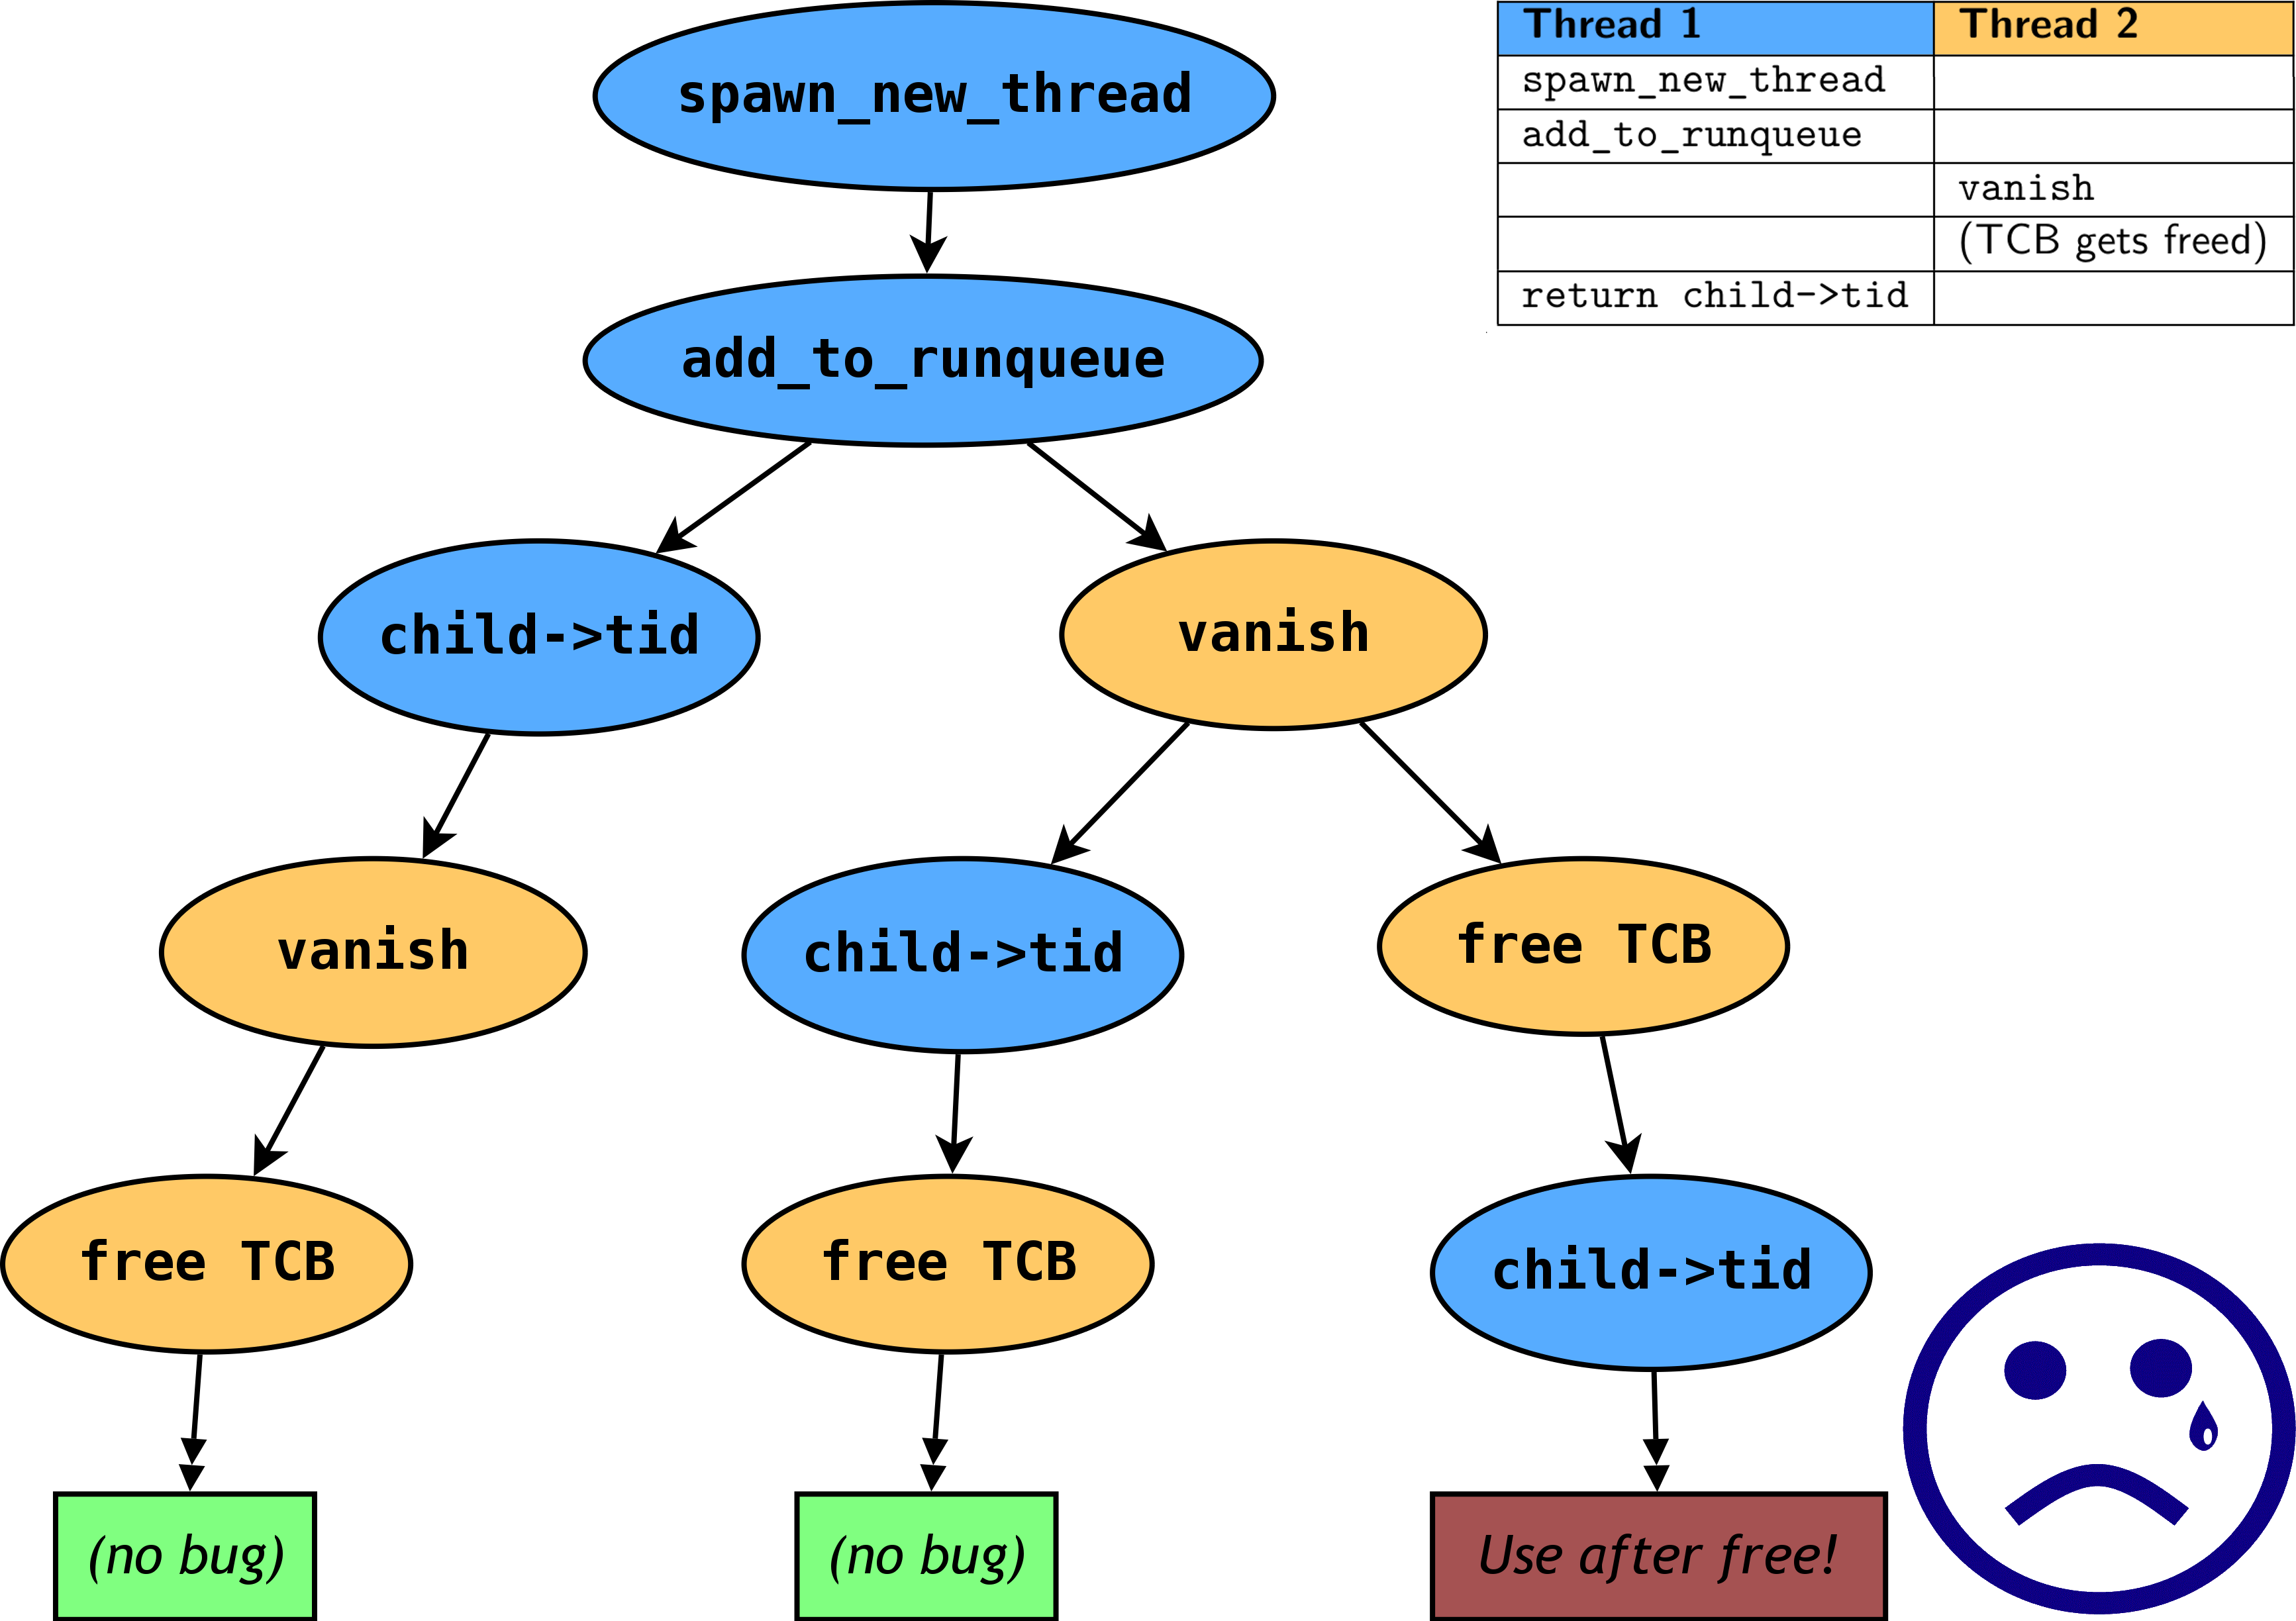 spawn_new_thread
add_to_runqueue
child->tid
vanish
vanish
child->tid
free TCB
free TCB
free TCB
child->tid
(no bug)
(no bug)
Use after free!
Thread 1 Thread 2
spawn_new_thread
add_to_runqueue
vanish
(TCB gets freed)
return child->tid